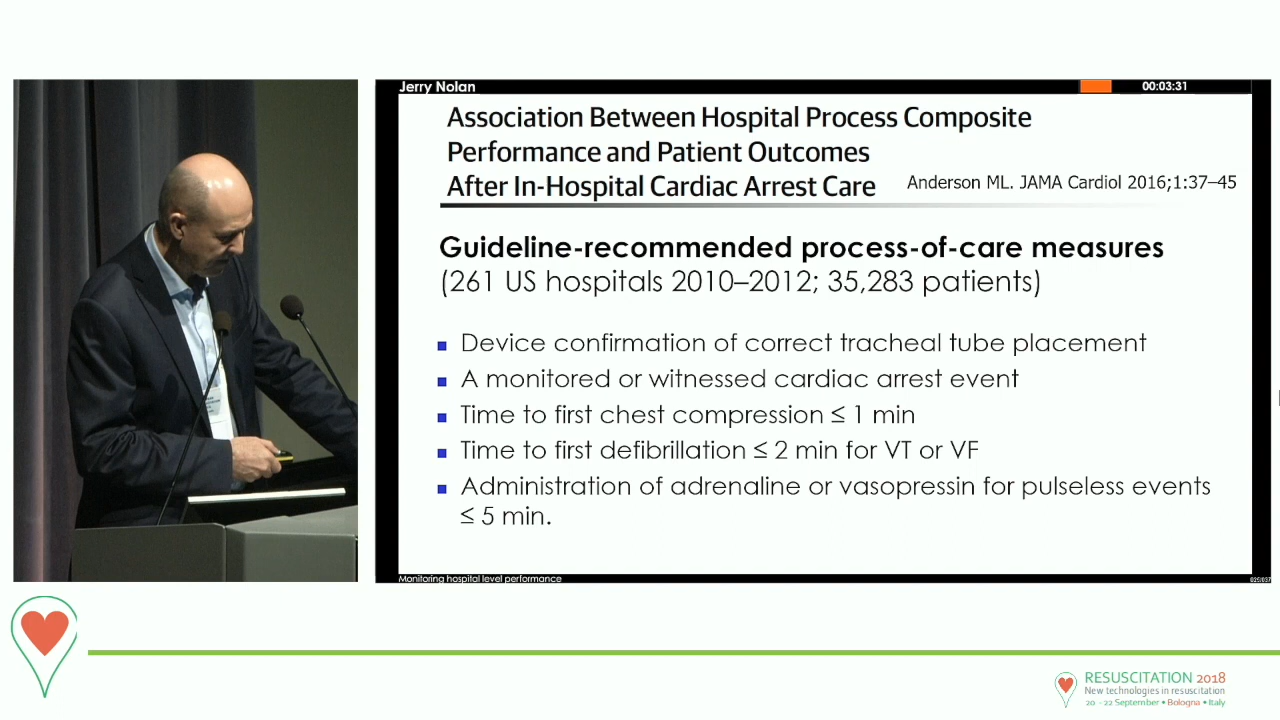 Jerry Nolan
00:03:31
Association Between Hospital Process Composite
Performance and Patient Outcomes
After In-Hospital Cardiac Arrest Care
Anderson ML. JAMA Cardiol 2016;1:37–45
Guideline-recommended process-of-care measures
(261 US hospitals 2010–2012; 35,283 patients)
Device confirmation of correct tracheal tube placement
A monitored or witnessed cardiac arrest event
Time to first chest compression ≤ 1 min
Time to first defibrillation ≤ 2 min for VT or VF
Administration of adrenaline or vasopressin for pulseless events
≤ 5 min.
Monitoring hospital level performance
RESUSCITATION 2018
New technologies in resuscitation
20 - 22 September • Bologna • Italy